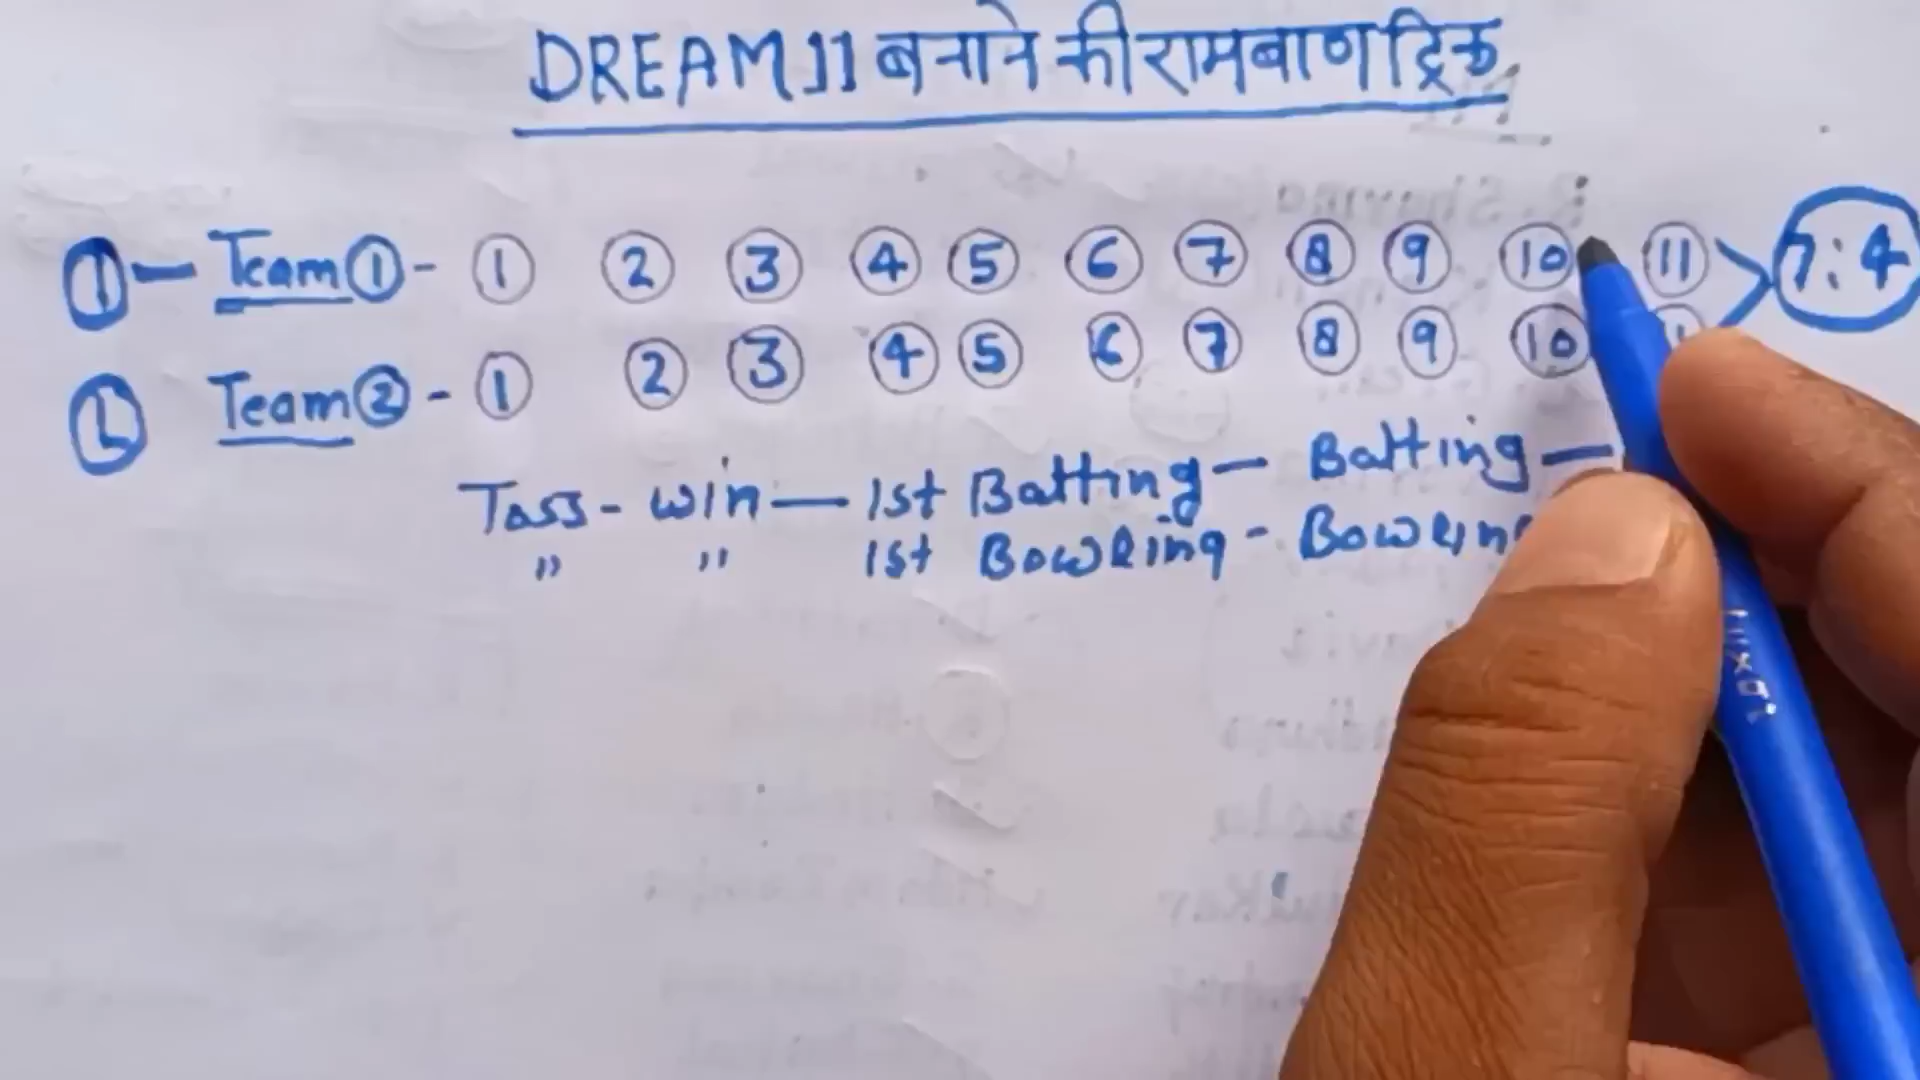 DREAM11 बनाने की रामबाण ट्रिक
① — Team ① - ① ② ③ ④ ⑤ ⑥ ⑦ ⑧ ⑨ ⑩ ⑪ > 7:4
Team ② - ① ② ③ ④ ⑤ ⑥ ⑦ ⑧ ⑨ ⑩
Tass - win — 1st Batting — Batting —
" " 1st Bowling - Bowling
luxor